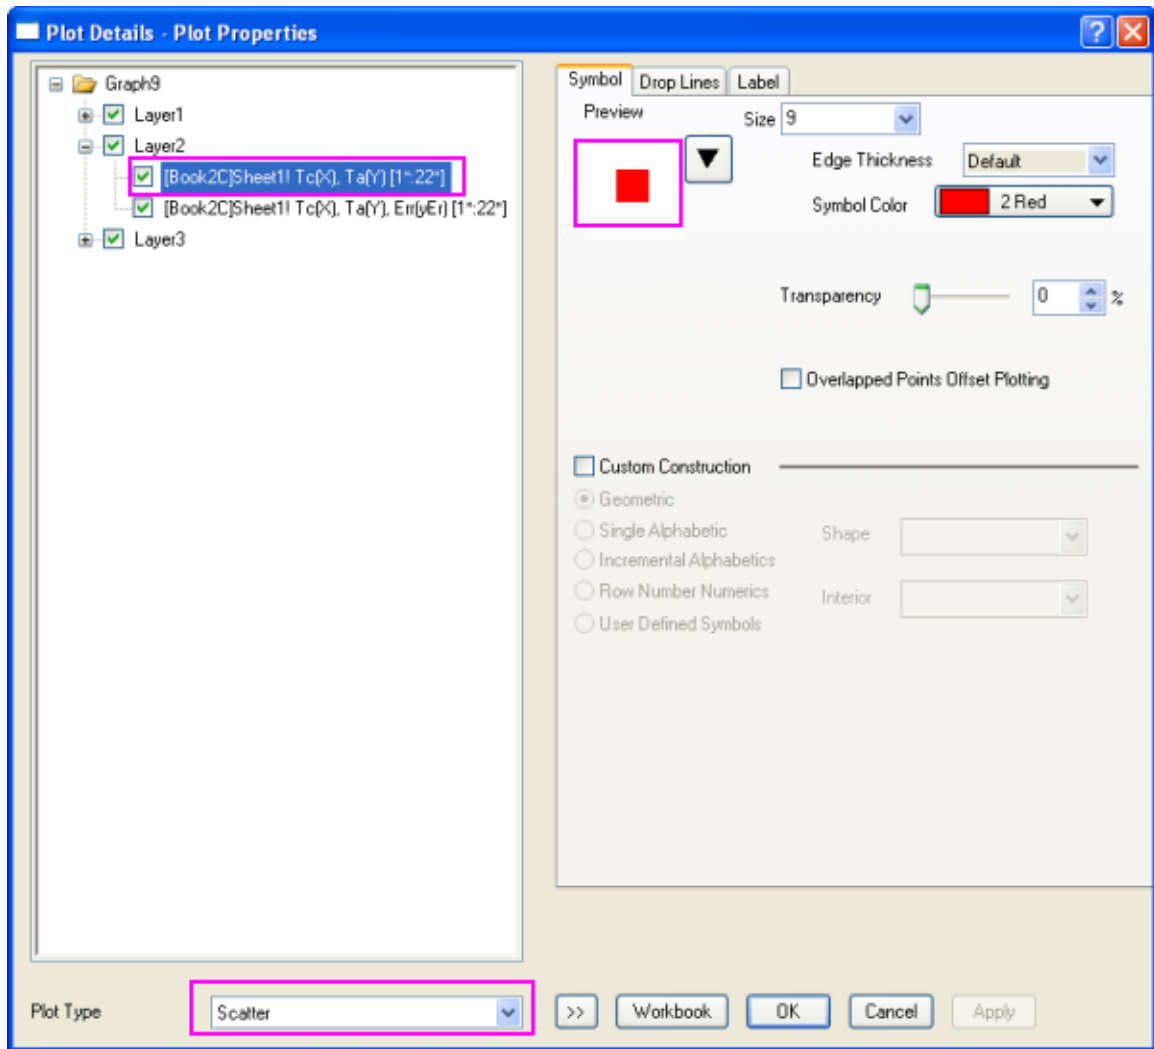 Plot Details - Plot Properties
Graph9
Layer1
Layer2
[Book2C]Sheet1! Tc(X), Ta(Y) [1*:22*]
[Book2C]Sheet1! Tc(X), Ta(Y), Err(yEr) [1*:22*]
Layer3
Symbol Drop Lines Label
Preview
Size 9
Edge Thickness Default
Symbol Color 2 Red
Transparency 0 %
Overlapped Points Offset Plotting
Custom Construction
Geometric
Single Alphabetic
Incremental Alphabetics
Row Number Numerics
User Defined Symbols
Shape
Interior
Plot Type Scatter >> Workbook OK Cancel Apply